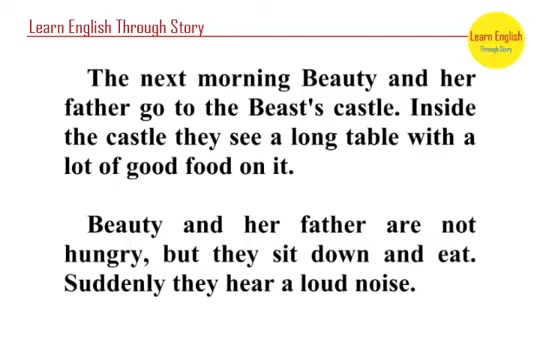 Learn English Through Story
Learn English
Through Story
The next morning Beauty and her
father go to the Beast's castle. Inside
the castle they see a long table with a
lot of good food on it.
Beauty and her father are not
hungry, but they sit down and eat.
Suddenly they hear a loud noise.